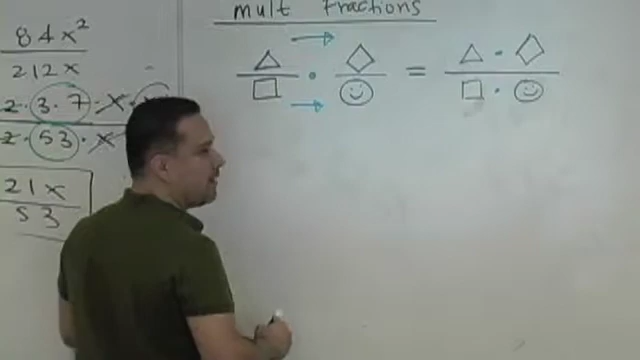 84x²
212x
2·3·7·x
2·53·x
21x
53
mult Fractions
△ · ◇ = △ · ◇
□ ☺ □ · ☺